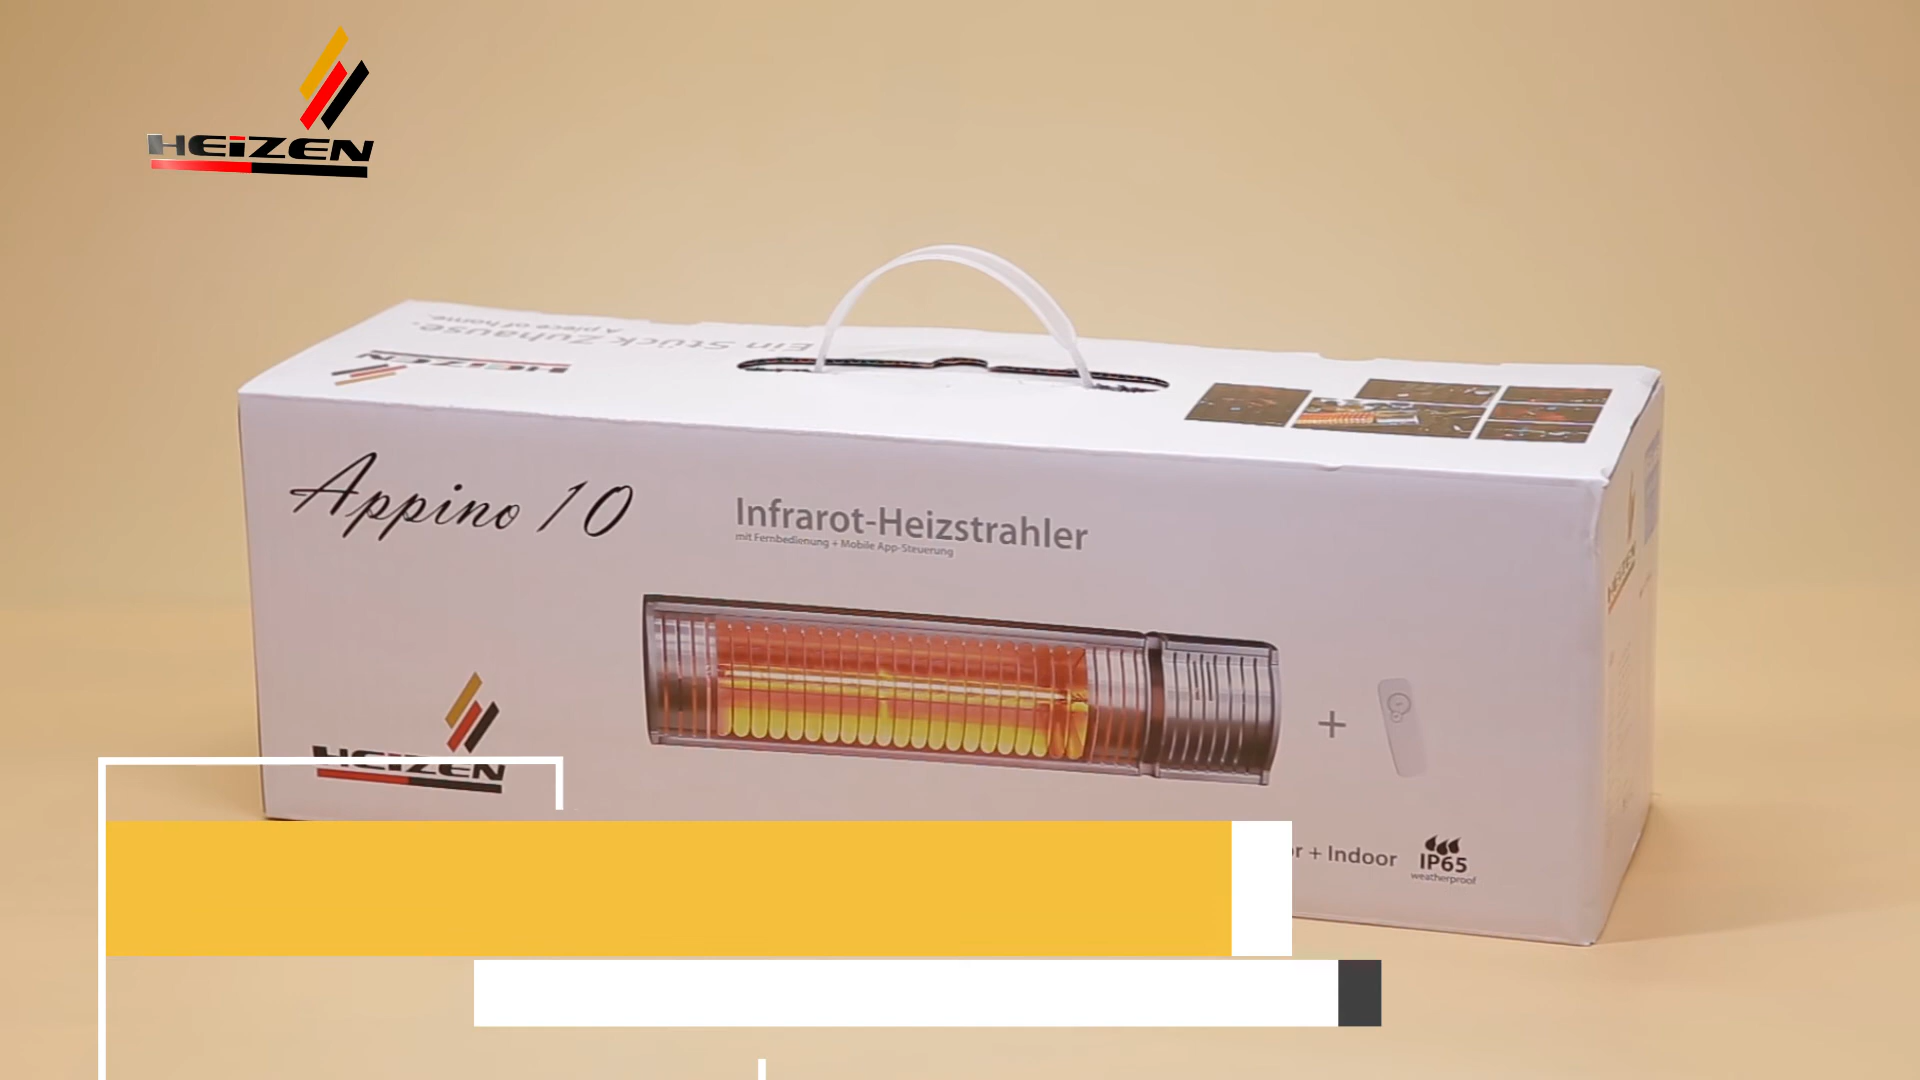 HEiZEN
Ein Stück Zuhause.
A piece of home.
HEiZEN
Appino 10
Infrarot-Heizstrahler
mit Fernbedienung + Mobile App-Steuerung
+
HEiZEN
+ Indoor
IP65
weatherproof